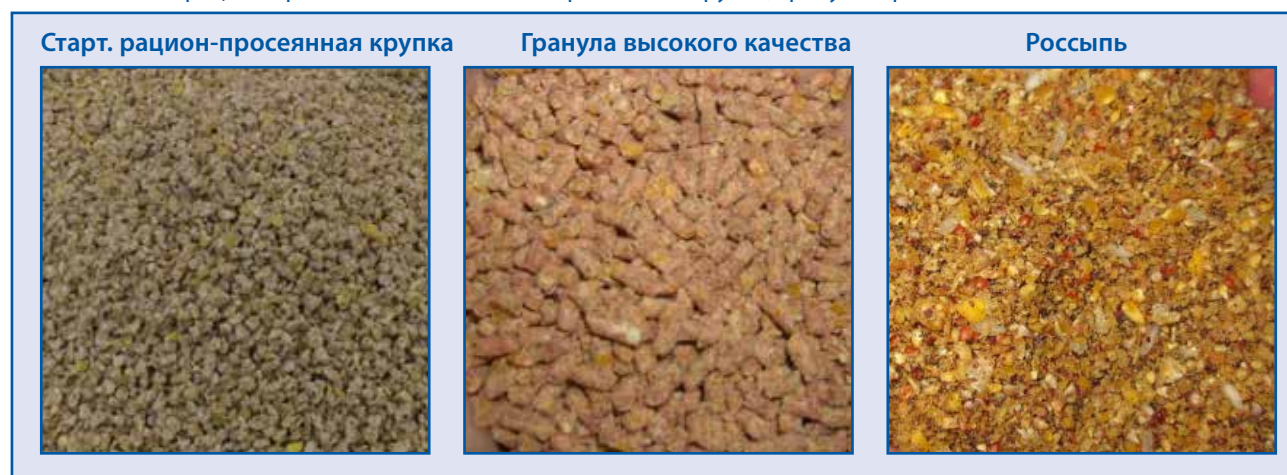 Старт. рацион-просеянная крупка
Гранула высокого качества
Россыпь